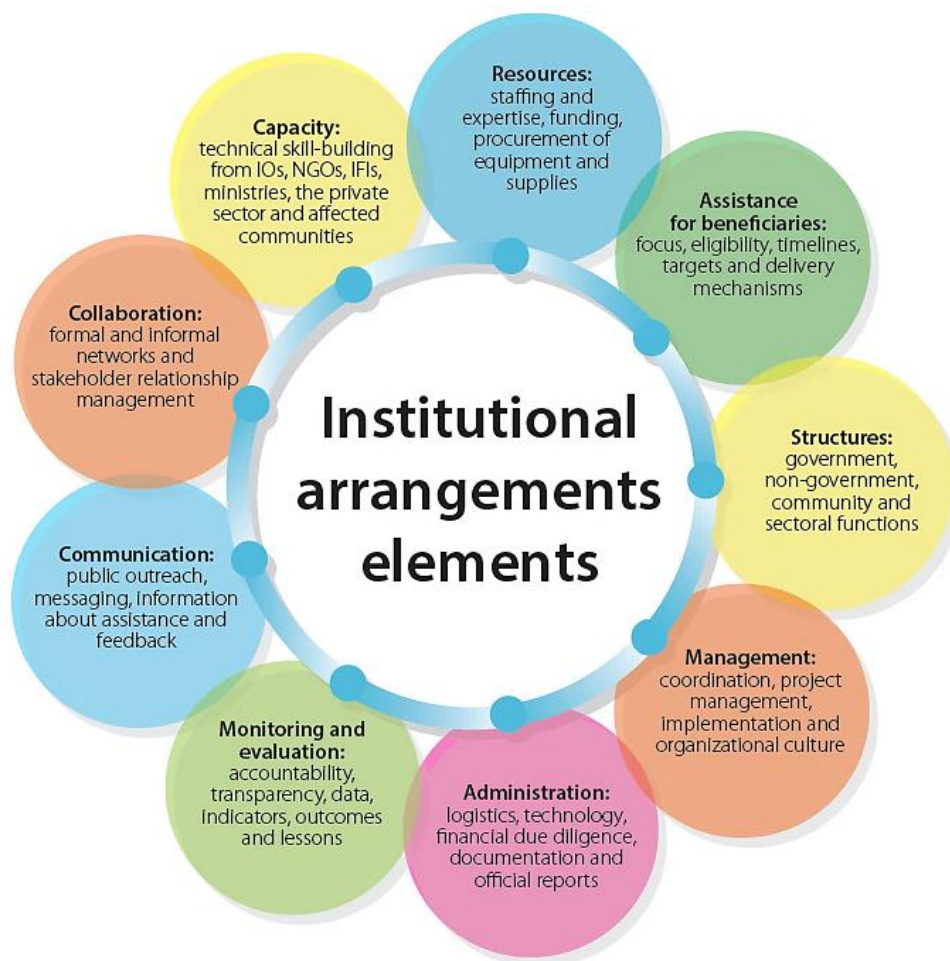 Resources:
staffing and
expertise, funding,
procurement of
equipment and
supplies
Assistance
for beneficiaries:
focus, eligibility, timelines,
targets and delivery
mechanisms
Structures:
government,
non-government,
community and
sectoral functions
Management:
coordination, project
management,
implementation and
organizational culture
Administration:
logistics, technology,
financial due diligence,
documentation and
official reports
Monitoring and
evaluation:
accountability,
transparency, data,
indicators, outcomes
and lessons
Communication:
public outreach,
messaging, information
about assistance and
feedback
Collaboration:
formal and informal
networks and
stakeholder relationship
management
Capacity:
technical skill-building
from IOs, NGOs, IFIs,
ministries, the private
sector and affected
communities
Institutional
arrangements
elements